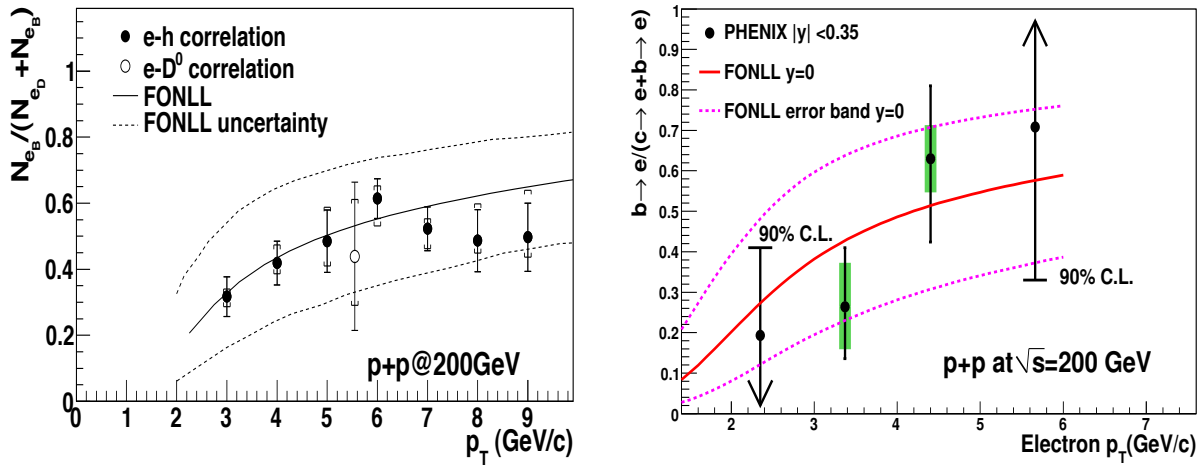 N_{e_B}/(N_{e_D} + N_{e_B})
1
0.8
0.6
0.4
0.2
0
e-h correlation
e-D⁰ correlation
FONLL
FONLL uncertainty
p+p@200GeV
0 1 2 3 4 5 6 7 8 9
p_T (GeV/c)
b→ e/(c→ e+b→ e)
1
0.9
0.8
0.7
0.6
0.5
0.4
0.3
0.2
0.1
0
PHENIX |y| <0.35
FONLL y=0
FONLL error band y=0
90% C.L.
90% C.L.
p+p at √s=200 GeV
2 3 4 5 6 7
Electron p_T(GeV/c)